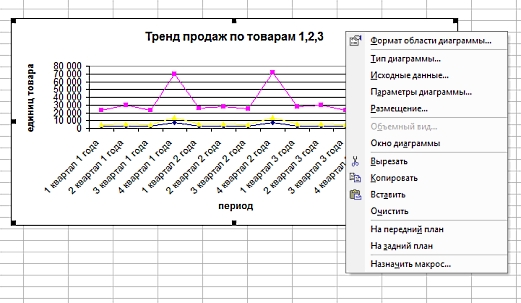 Тренд продаж по товарам 1,2,3
единиц товара
80 000
70 000
60 000
50 000
40 000
30 000
20 000
10 000
0
1 квартал 1 года
2 квартал 1 года
3 квартал 1 года
4 квартал 1 года
1 квартал 2 года
2 квартал 2 года
3 квартал 2 года
4 квартал 2 года
1 квартал 3 года
2 квартал 3 года
3 квартал 3 года
4 квартал
период
Формат области диаграммы...
Тип диаграммы...
Исходные данные...
Параметры диаграммы...
Размещение...
Объемный вид...
Окно диаграммы
Вырезать
Копировать
Вставить
Очистить
На передний план
На задний план
Назначить макрос...